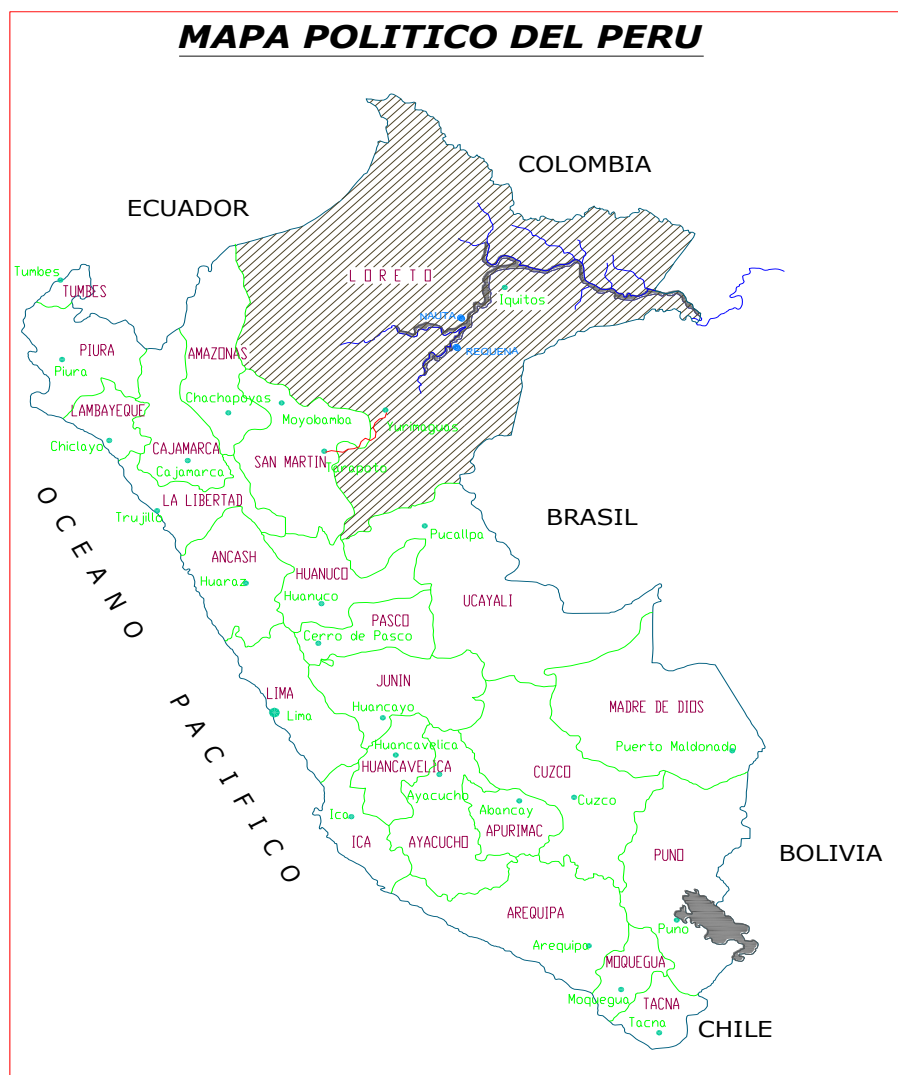 MAPA POLITICO DEL PERU
COLOMBIA
ECUADOR
Tumbes
TUMBES
LORETO
Iquitos
NAUTA
REQUENA
PIURA
Piura
AMAZONAS
Chachapoyas
Moyobamba
Yurimaguas
LAMBAYEQUE
Chiclayo
CAJAMARCA
Cajamarca
SAN MARTIN
Tarapoto
LA LIBERTAD
Trujillo
BRASIL
Pucallpa
ANCASH
Huaraz
HUANUCO
Huanuco
UCAYALI
PASCO
Cerro de Pasco
OCEANO PACIFICO
JUNIN
Huancayo
LIMA
Lima
MADRE DE DIOS
Puerto Maldonado
Huancavelica
HUANCAVELICA
CUZCO
Cuzco
Ayacucho
AYACUCHO
Abancay
APURIMAC
Ica
ICA
PUNO
Puno
BOLIVIA
AREQUIPA
Arequipa
MOQUEGUA
Moquegua
TACNA
Tacna
CHILE